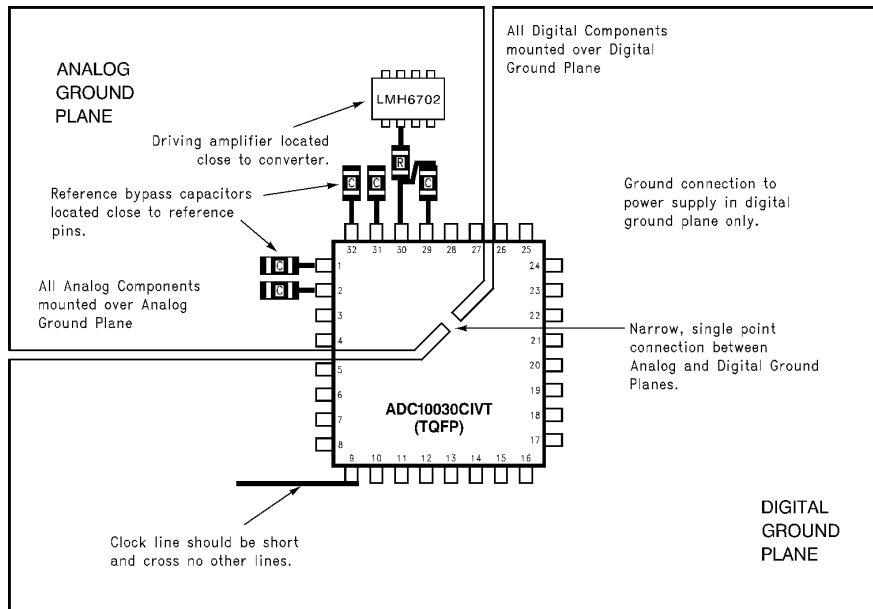 All Digital Components
mounted over Digital
Ground Plane
ANALOG
GROUND
PLANE
LMH6702
Driving amplifier located
close to converter.
R
C
C
C
Reference bypass capacitors
located close to reference
pins.
Ground connection to
power supply in digital
ground plane only.
32 31 30 29 28 27 26 25
C
C
All Analog Components
mounted over Analog
Ground Plane
1
2
3
4
5
6
7
8
24
23
22
21
20
19
18
17
Narrow, single point
connection between
Analog and Digital Ground
Planes.
ADC10030CIVT
(TQFP)
9 10 11 12 13 14 15 16
Clock line should be short
and cross no other lines.
DIGITAL
GROUND
PLANE